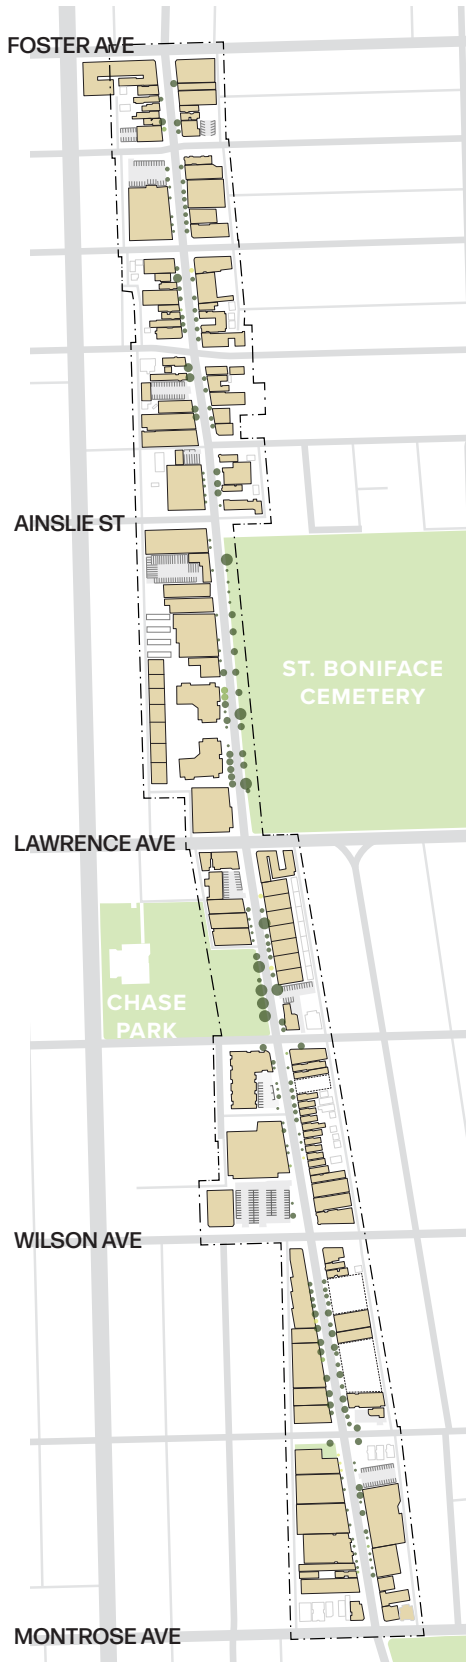 FOSTER AVE
AINSLIE ST
ST. BONIFACE
CEMETERY
LAWRENCE AVE
CHASE
PARK
WILSON AVE
MONTROSE AVE